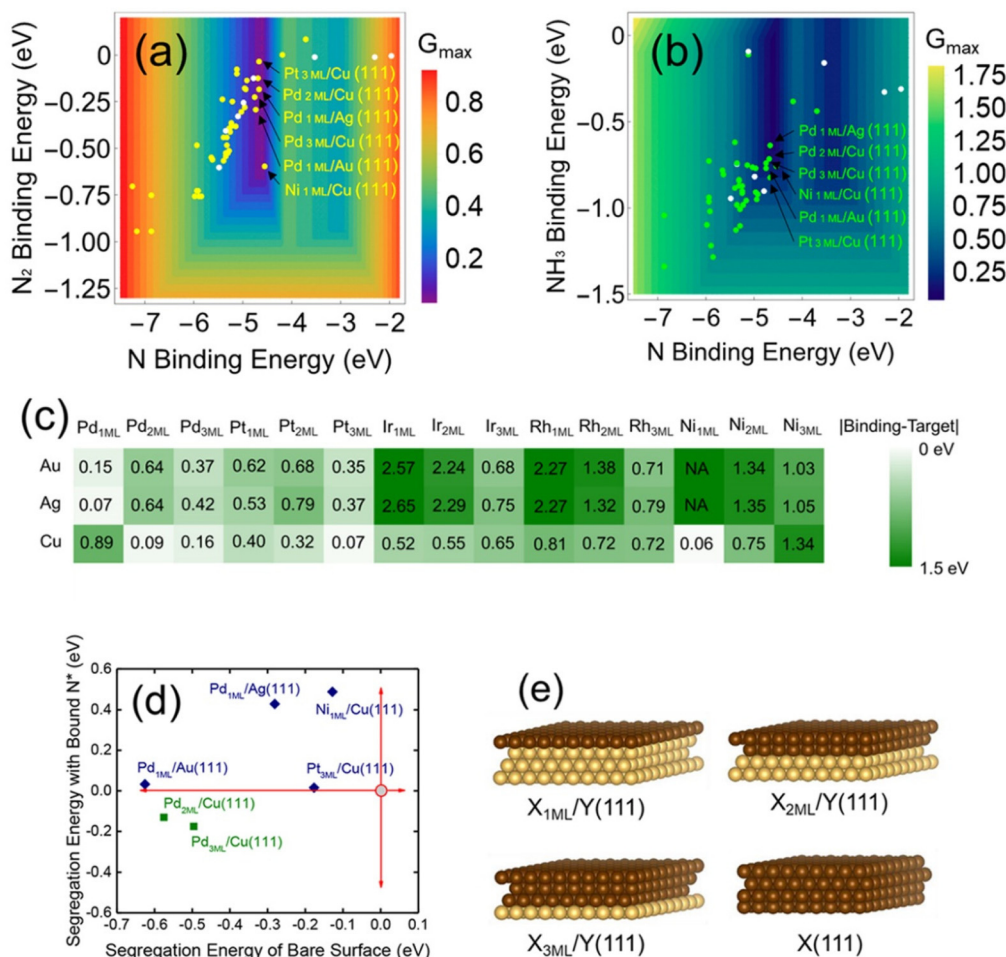 (a)
N₂ Binding Energy (eV)
0
−0.25
−0.50
−0.75
−1.00
−1.25
−7 −6 −5 −4 −3 −2
N Binding Energy (eV)
Pt 3 ML/Cu (111)
Pd 2 ML/Cu (111)
Pd 1 ML/Ag (111)
Pd 3 ML/Cu (111)
Pd 1 ML/Au (111)
Ni 1 ML/Cu (111)
Gmax
0.8
0.6
0.4
0.2
(b)
NH₃ Binding Energy (eV)
0
−0.5
−1.0
−1.5
−7 −6 −5 −4 −3 −2
N Binding Energy (eV)
Pd 1 ML/Ag (111)
Pd 2 ML/Cu (111)
Pd 3 ML/Cu (111)
Ni 1 ML/Cu (111)
Pd 1 ML/Au (111)
Pt 3 ML/Cu (111)
Gmax
1.75
1.50
1.25
1.00
0.75
0.50
0.25
(c)
Pd1ML Pd2ML Pd3ML Pt1ML Pt2ML Pt3ML Ir1ML Ir2ML Ir3ML Rh1ML Rh2ML Rh3ML Ni1ML Ni2ML Ni3ML
Au 0.15 0.64 0.37 0.62 0.68 0.35 2.57 2.24 0.68 2.27 1.38 0.71 NA 1.34 1.03
Ag 0.07 0.64 0.42 0.53 0.79 0.37 2.65 2.29 0.75 2.27 1.32 0.79 NA 1.35 1.05
Cu 0.89 0.09 0.16 0.40 0.32 0.07 0.52 0.55 0.65 0.81 0.72 0.72 0.06 0.75 1.34
|Binding-Target|
0 eV
1.5 eV
(d)
Segregation Energy with Bound N* (eV)
0.6
0.4
0.2
0.0
-0.2
-0.4
0.6
-0.7 -0.6 -0.5 -0.4 -0.3 -0.2 -0.1 0.0 0.1
Segregation Energy of Bare Surface (eV)
Pd1ML/Ag(111)
Ni1ML/Cu(111)
Pd1ML/Au(111)
Pt3ML/Cu(111)
Pd2ML/Cu(111)
Pd3ML/Cu(111)
(e)
X1ML/Y(111)
X2ML/Y(111)
X3ML/Y(111)
X(111)